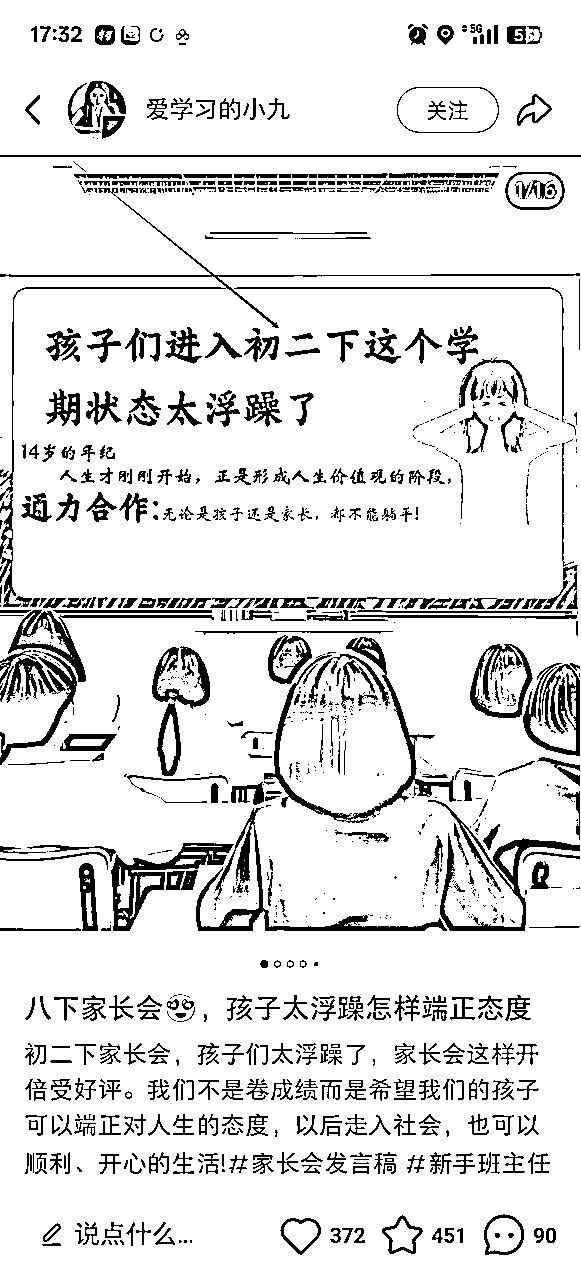 17:32
5G
5
爱学习的小九
关注
1/16
孩子们进入初二下这个学
期状态太浮躁了
14岁的年纪
人生才刚刚开始，正是形成人生价值观的阶段，
通力合作:无论是孩子还是家长，都不能躺平!
八下家长会🥹，孩子太浮躁怎样端正态度
初二下家长会，孩子们太浮躁了，家长会这样开
倍受好评。我们不是卷成绩而是希望我们的孩子
可以端正对人生的态度，以后走入社会，也可以
顺利、开心的生活!#家长会发言稿 #新手班主任
说点什么...
372
451
90